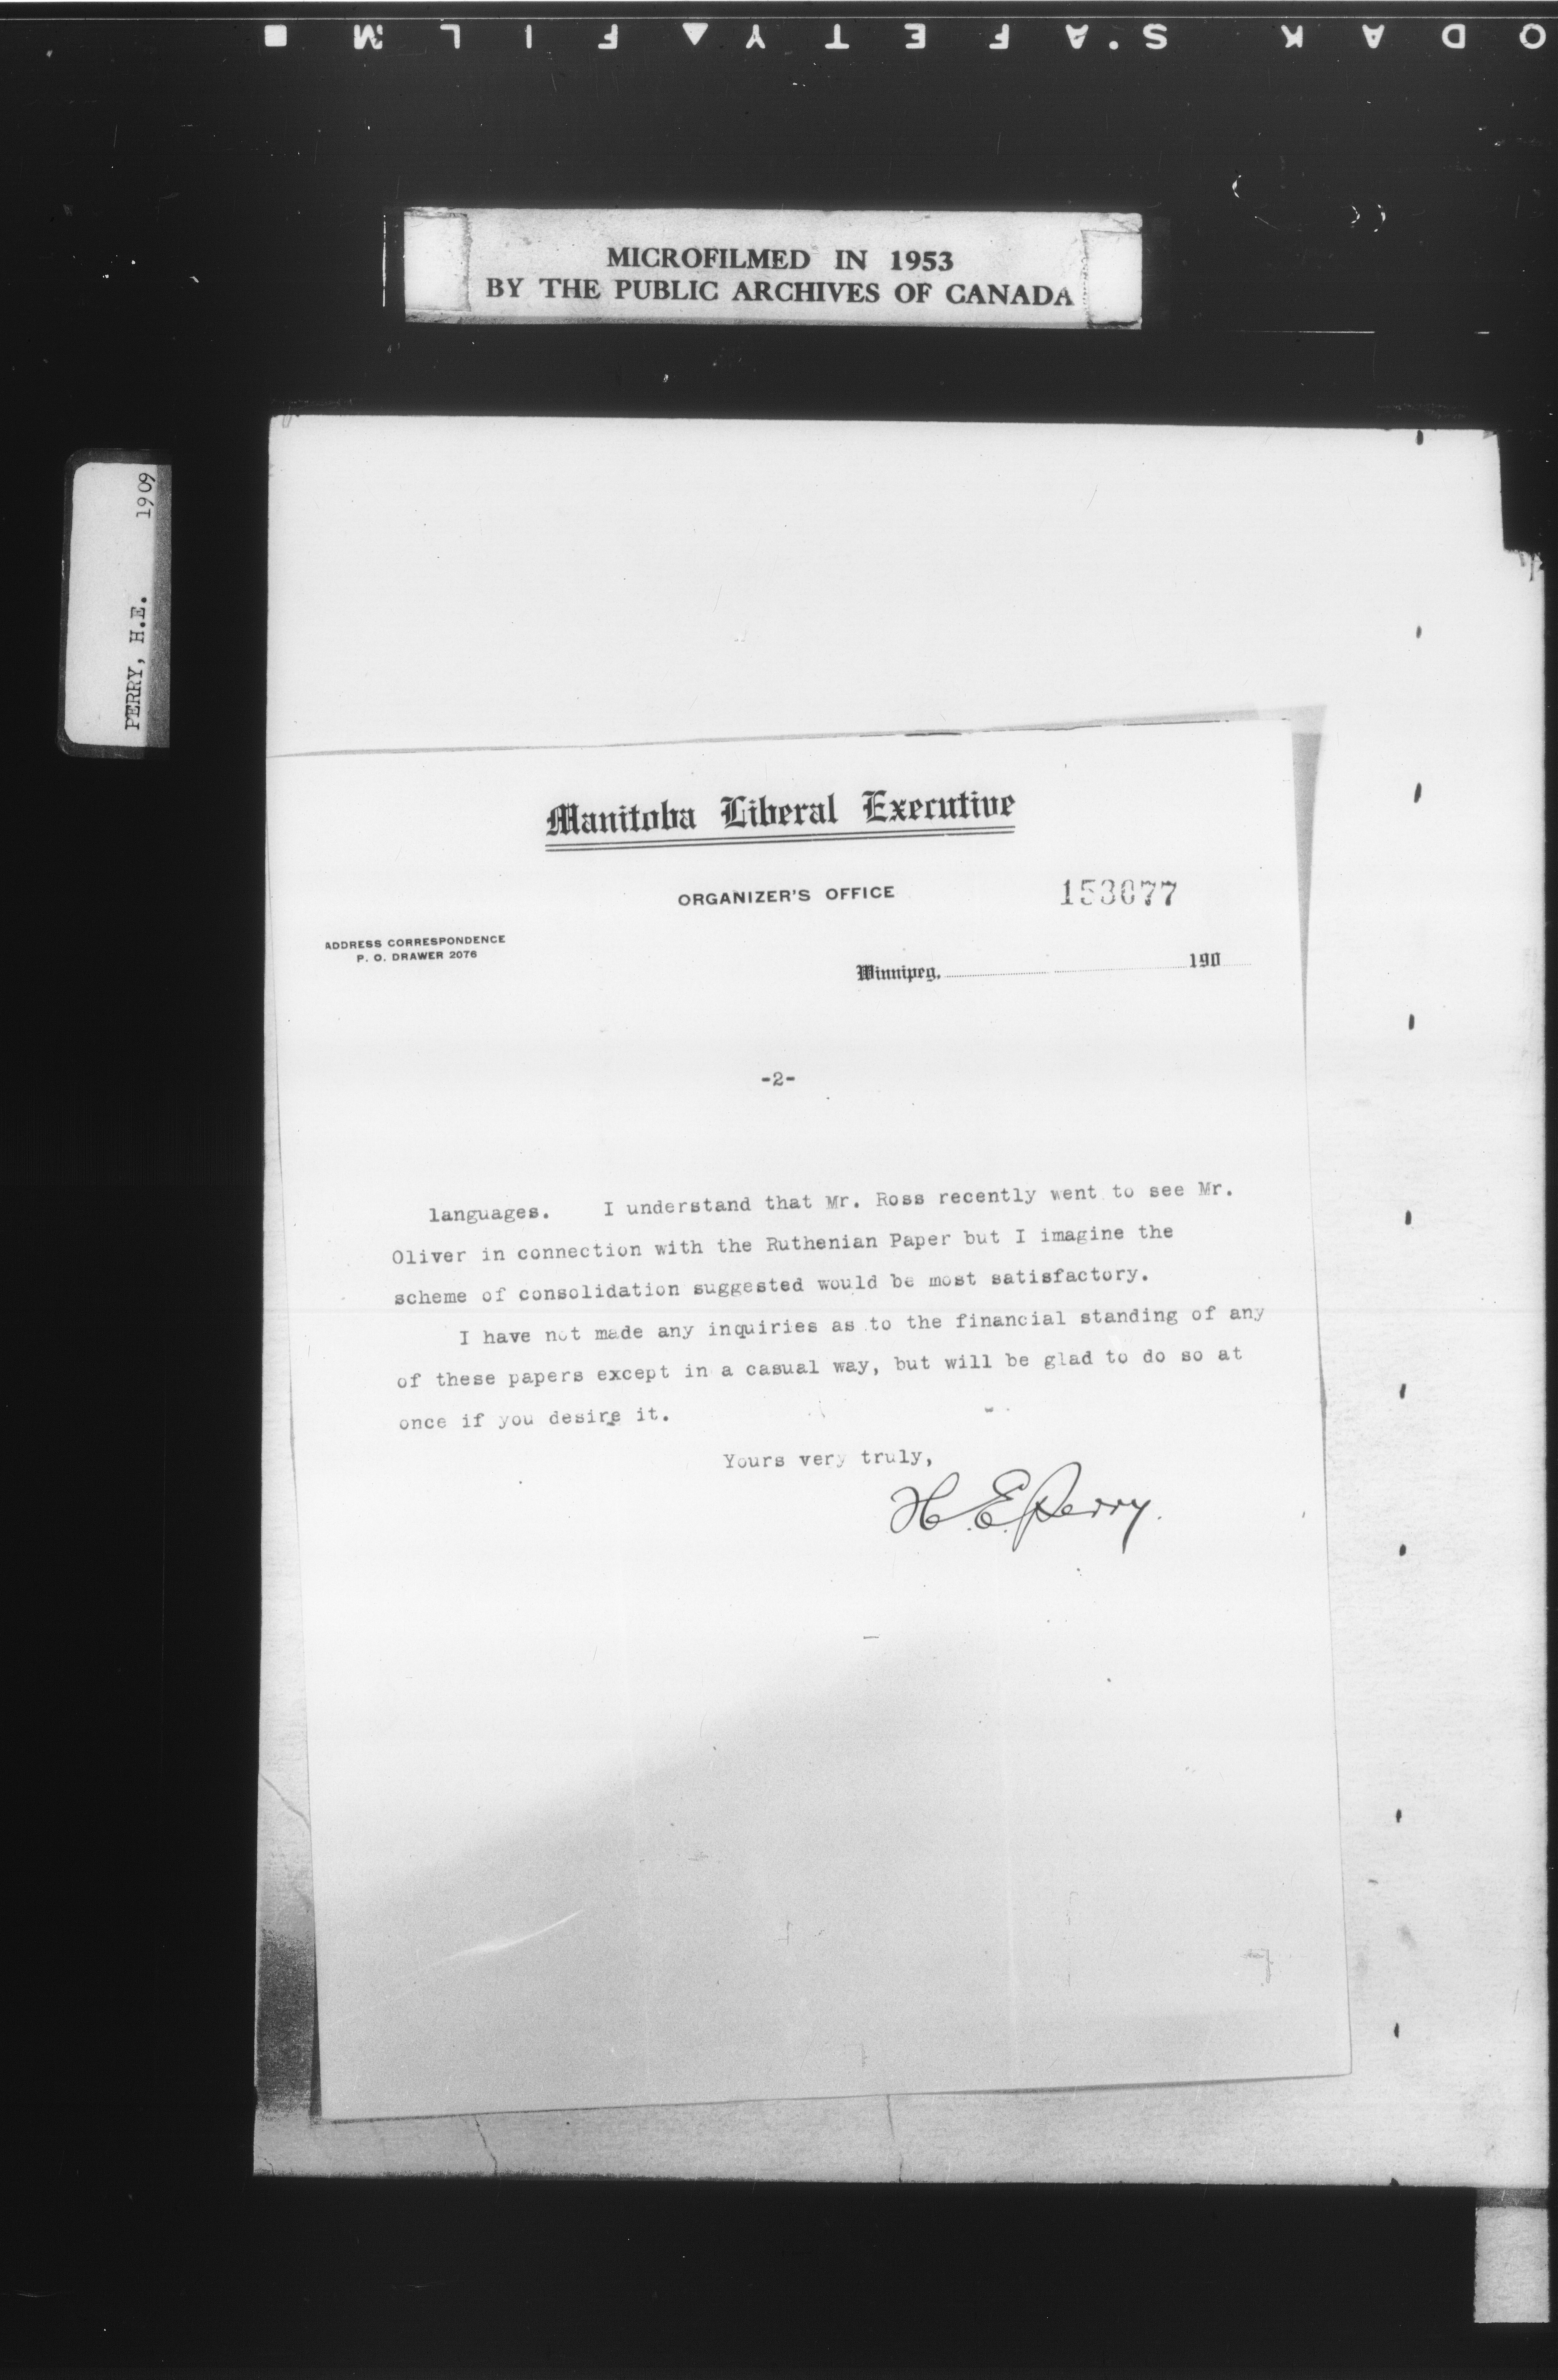 KODAK SAFETY FILM
MICROFILMED IN 1953
BY THE PUBLIC ARCHIVES OF CANADA
PERRY, H.E. 1909
Manitoba Liberal Executive
ORGANIZER'S OFFICE
153077
ADDRESS CORRESPONDENCE
P. O. DRAWER 2076
Winnipeg, 190
-2-
languages. I understand that Mr. Ross recently went to see Mr.
Oliver in connection with the Ruthenian Paper but I imagine the
scheme of consolidation suggested would be most satisfactory.
I have not made any inquiries as to the financial standing of any
of these papers except in a casual way, but will be glad to do so at
once if you desire it.
Yours very truly,
H. E. Perry.